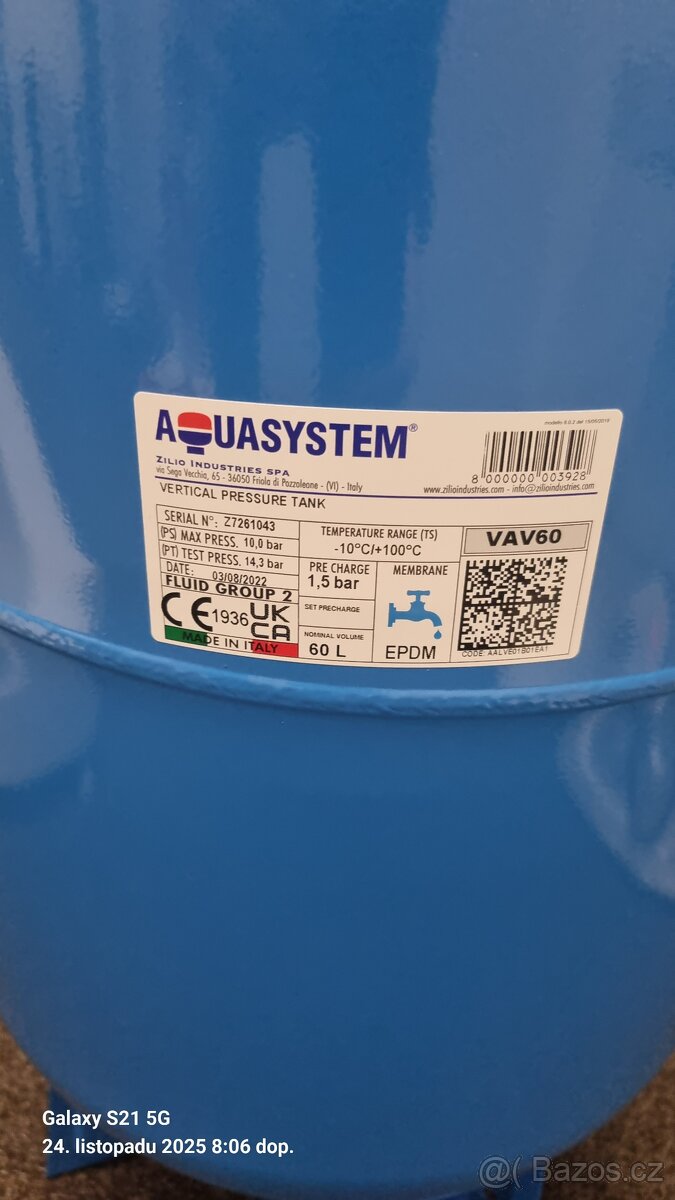 AQUASYSTEM®
modello 8.0.2 del 15/05/2019
ZILIO INDUSTRIES SPA
via Sega Vecchia, 65 - 36050 Friola di Pozzoleone - (VI) - Italy
www.zilioindustries.com - info@zilioindustries.com
8 000000 003928
VERTICAL PRESSURE TANK
SERIAL N°: Z7261043
(PS) MAX PRESS. 10,0 bar
(PT) TEST PRESS. 14,3 bar
DATE: 03/08/2022
FLUID GROUP 2
CE 1936 UK CA
MADE IN ITALY
TEMPERATURE RANGE (TS)
-10°C/+100°C
PRE CHARGE
1,5 bar
SET PRECHARGE
NOMINAL VOLUME
60 L
MEMBRANE
EPDM
VAV60
CODE: AALVE01B01EA1
Galaxy S21 5G
24. listopadu 2025 8:06 dop.
@( Bazos.cz